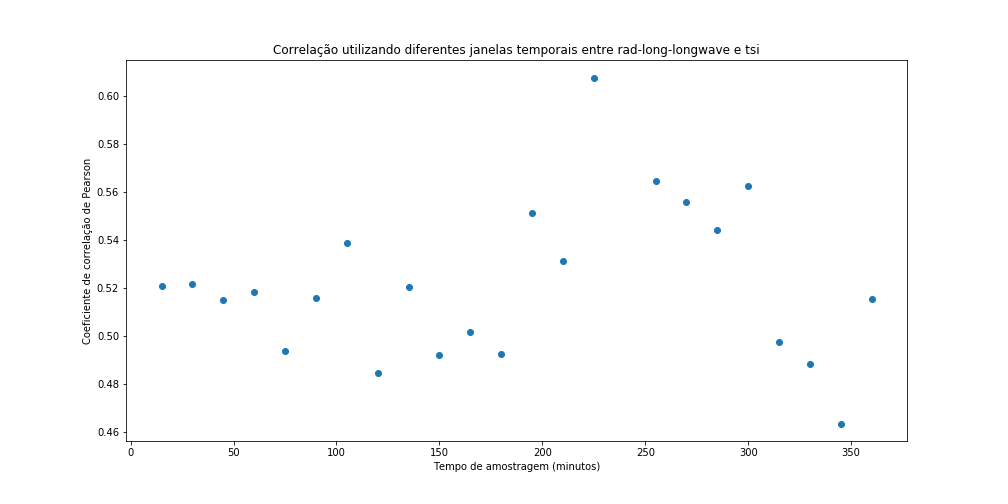 Correlação utilizando diferentes janelas temporais entre rad-long-longwave e tsi
Coeficiente de correlação de Pearson
0.60
0.58
0.56
0.54
0.52
0.50
0.48
0.46
0 50 100 150 200 250 300 350
Tempo de amostragem (minutos)